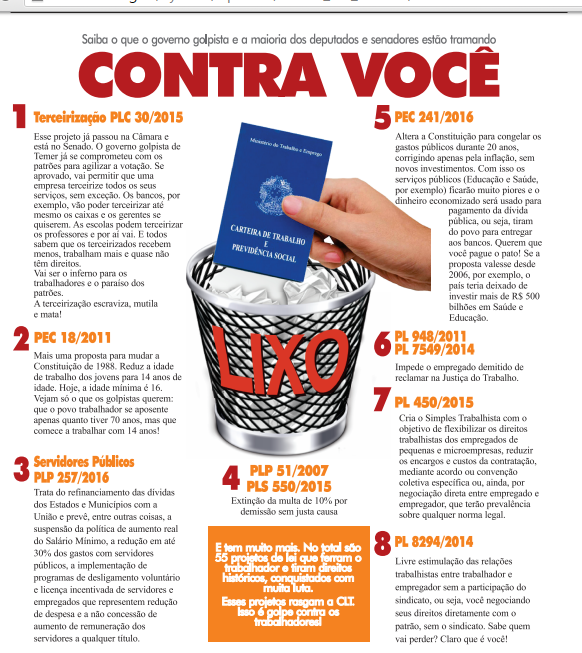 Saiba o que o governo golpista e a maioria dos deputados e senadores estão tramando
CONTRA VOCÊ
1 Terceirização PLC 30/2015
Esse projeto já passou na Câmara e
está no Senado. O governo golpista de
Temer já se comprometeu com os
patrões para agilizar a votação. Se
aprovado, vai permitir que uma
empresa terceirize todos os seus
serviços, sem exceção. Os bancos, por
exemplo, vão poder terceirizar até
mesmo os caixas e os gerentes se
quiserem. As escolas podem terceirizar
os professores e por aí vai. E todos
sabem que os terceirizados recebem
menos, trabalham mais e quase não
têm direitos.
Vai ser o inferno para os
trabalhadores e o paraíso dos
patrões.
A terceirização escraviza, mutila
e mata!
2 PEC 18/2011
Mais uma proposta para mudar a
Constituição de 1988. Reduz a idade
de trabalho dos jovens para 14 anos de
idade. Hoje, a idade mínima é 16.
Vejam só o que os golpistas querem:
que o povo trabalhador se aposente
apenas quanto tiver 70 anos, mas que
comece a trabalhar com 14 anos!
3 Servidores Públicos
PLP 257/2016
Trata do refinanciamento das dívidas
dos Estados e Municípios com a
União e prevê, entre outras coisas, a
suspensão da política de aumento real
do Salário Mínimo, a redução em até
30% dos gastos com servidores
públicos, a implementação de
programas de desligamento voluntário
e licença incentivada de servidores e
empregados que representem redução
de despesa e a não concessão de
aumento de remuneração dos
servidores a qualquer título.
Ministério do Trabalho e Emprego
CARTEIRA DE TRABALHO
E
PREVIDÊNCIA SOCIAL
LIXO
4 PLP 51/2007
PLS 550/2015
Extinção da multa de 10% por
demissão sem justa causa
E tem muito mais. No total são
55 projetos de lei que ferram o
trabalhador e tiram direitos
históricos, conquistados com
muita luta.
Esses projetos rasgam a CLT.
Isso é golpe contra os
trabalhadores!
5 PEC 241/2016
Altera a Constituição para congelar os
gastos públicos durante 20 anos,
corrigindo apenas pela inflação, sem
novos investimentos. Com isso os
serviços públicos (Educação e Saúde,
por exemplo) ficarão muito piores e o
dinheiro economizado será usado para
pagamento da dívida
pública, ou seja, tiram
do povo para entregar
aos bancos. Querem que
você pague o pato! Se a
proposta valesse desde
2006, por exemplo, o
país teria deixado de
investir mais de R$ 500
bilhões em Saúde e
Educação.
6 PL 948/2011
PL 7549/2014
Impede o empregado demitido de
reclamar na Justiça do Trabalho.
7 PL 450/2015
Cria o Simples Trabalhista com o
objetivo de flexibilizar os direitos
trabalhistas dos empregados de
pequenas e microempresas, reduzir
os encargos e custos da contratação,
mediante acordo ou convenção
coletiva específica ou, ainda, por
negociação direta entre empregado e
empregador, que terão prevalência
sobre qualquer norma legal.
8 PL 8294/2014
Livre estimulação das relações
trabalhistas entre trabalhador e
empregador sem a participação do
sindicato, ou seja, você negociando
seus direitos diretamente com o
patrão, sem o sindicato. Sabe quem
vai perder? Claro que é você!